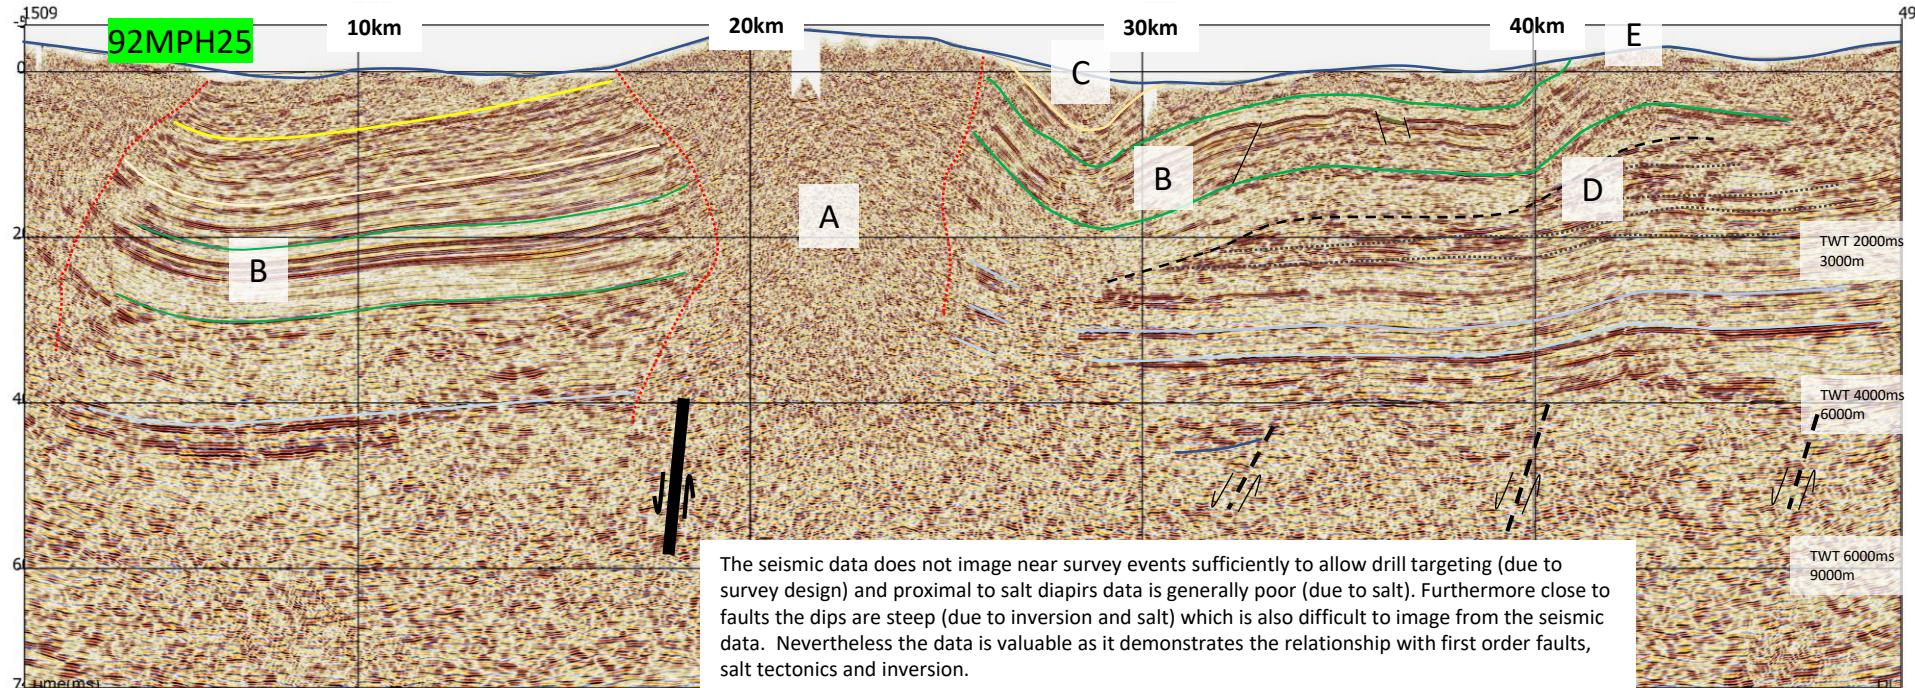 1509
49
92MPH25
10km
20km
30km
40km
E
0
C
B
A
D
B
20
TWT 2000ms
3000m
40
TWT 4000ms
6000m
60
TWT 6000ms
9000m
The seismic data does not image near survey events sufficiently to allow drill targeting (due to
survey design) and proximal to salt diapirs data is generally poor (due to salt). Furthermore close to
faults the dips are steep (due to inversion and salt) which is also difficult to image from the seismic
data.  Nevertheless the data is valuable as it demonstrates the relationship with first order faults,
salt tectonics and inversion.